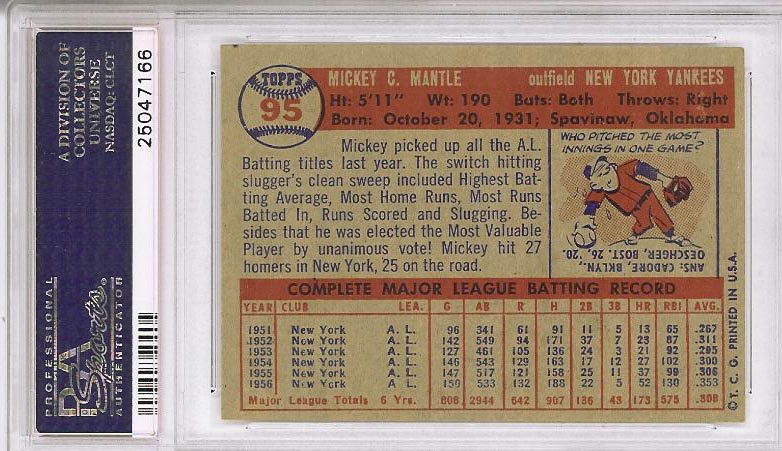 A DIVISION OF
COLLECTORS
UNIVERSE
NASDAQ: CLCT
25047166
PROFESSIONAL
PSA
Sports
AUTHENTICATOR
TOPPS
95
MICKEY C. MANTLE outfield NEW YORK YANKEES
Ht: 5'11" Wt: 190 Bats: Both Throws: Right
Born: October 20, 1931; Spavinaw, Oklahoma
Mickey picked up all the A.L.
Batting titles last year. The switch hitting
slugger's clean sweep included Highest Bat-
ting Average, Most Home Runs, Most Runs
Batted In, Runs Scored and Slugging. Be-
sides that he was elected the Most Valuable
Player by unanimous vote! Mickey hit 27
homers in New York, 25 on the road.
WHO PITCHED THE MOST
INNINGS IN ONE GAME?
ANS: CADORE, BKLYN.,
OESCHGER, BOST. 26, '20.
COMPLETE MAJOR LEAGUE BATTING RECORD
YEAR CLUB LEA. G AB R H 2B 3B HR RBI AVG.
1951 New York A. L. 96 341 61 91 11 5 13 65 .267
1952 New York A. L. 142 549 94 171 37 7 23 87 .311
1953 New York A. L. 127 461 105 136 24 3 21 92 .295
1954 New York A. L. 146 543 129 163 17 12 27 102 .300
1955 New York A. L. 147 517 121 158 25 11 37 99 .306
1956 New York A. L. 150 533 132 188 22 5 52 130 .353
Major League Totals 6 Yrs. 808 2944 642 907 136 43 173 575 .308
© T. C. G. PRINTED IN U.S.A.